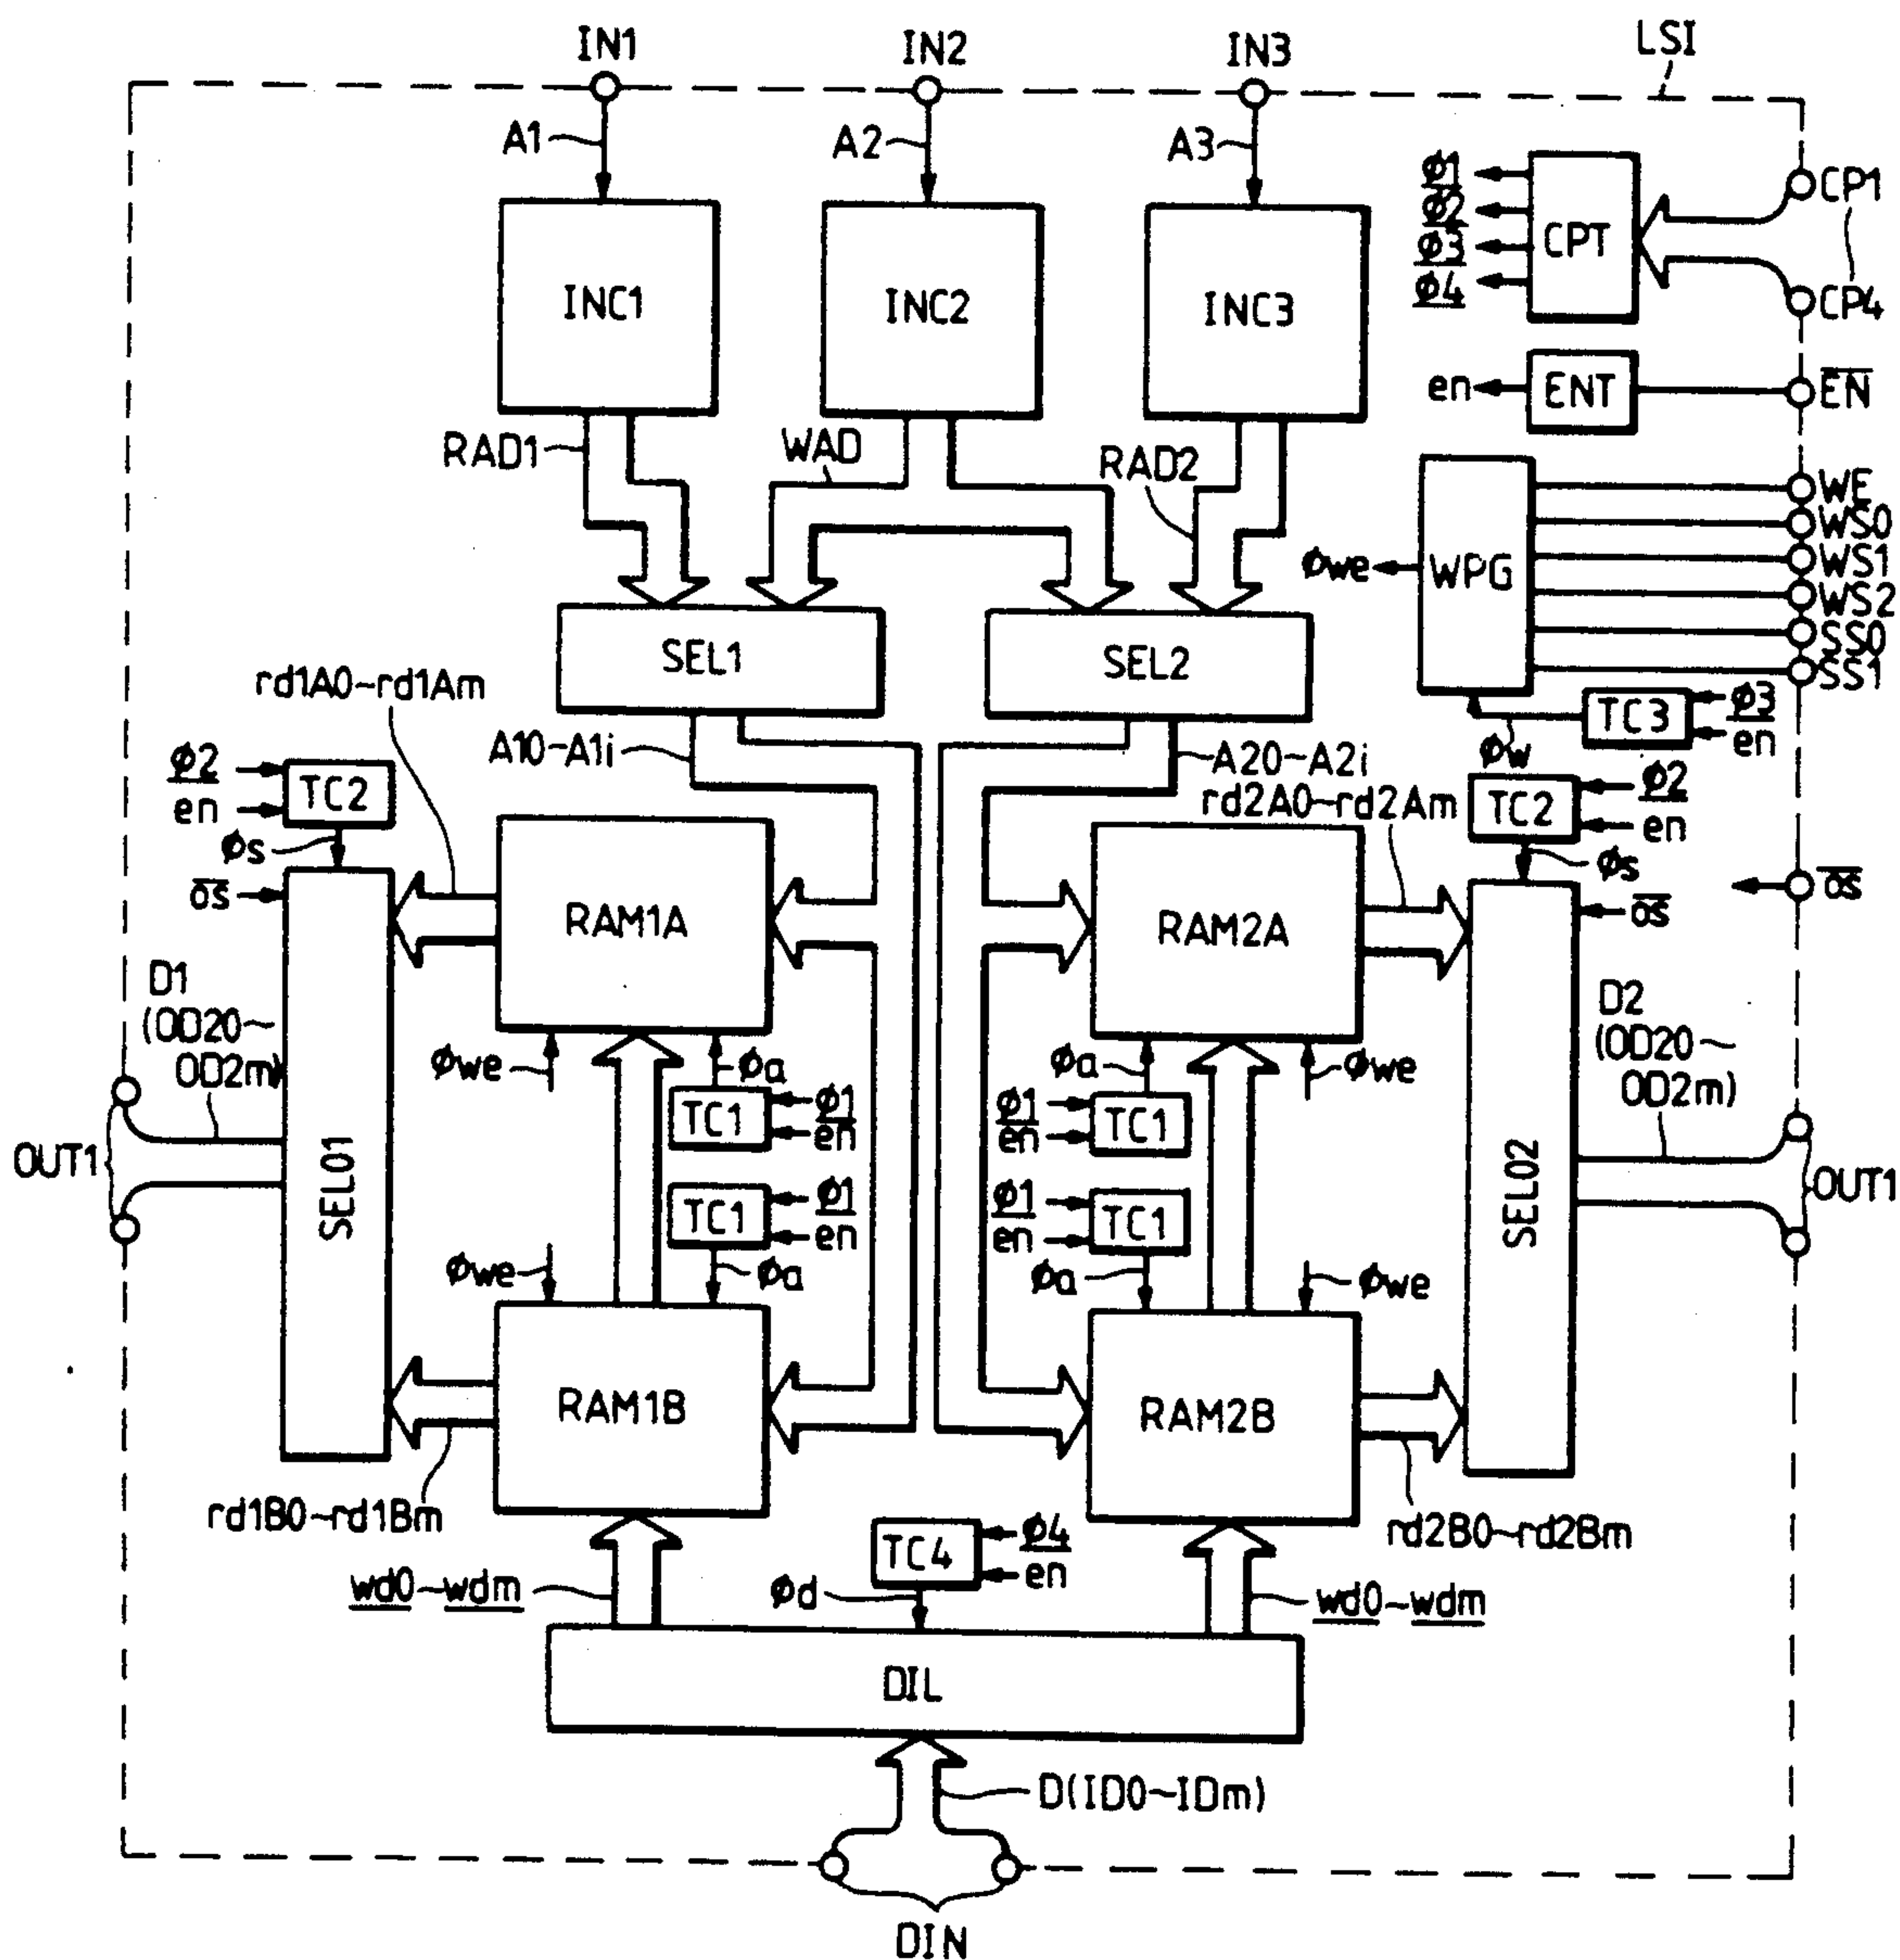 IN1 IN2 IN3 LSI
A1 A2 A3
ϕ1
ϕ2
ϕ3
ϕ4
CPT
CP1
CP4
INC1 INC2 INC3
en ENT E̅N̅
RAD1 WAD RAD2
ϕwe WPG
WE
WS0
WS1
WS2
SS0
SS1
SEL1 SEL2
TC3 ϕ3
en
ϕw
rd1A0~rd1Am
A10~A1i A20~A2i
rd2A0~rd2Am
ϕ2
en
TC2
ϕs
o̅s̅
TC2 ϕ2
en
ϕs
o̅s̅
o̅s̅
RAM1A RAM2A
D1
(OD20~
OD2m)
D2
(OD20~
OD2m)
ϕwe ϕa ϕa ϕwe
TC1 ϕ1
en
ϕ1
en TC1
OUT1 SEL01 SEL02 OUT1
TC1 ϕ1
en
ϕ1
en TC1
ϕwe ϕa ϕa ϕwe
RAM1B RAM2B
rd1B0~rd1Bm rd2B0~rd2Bm
TC4 ϕ4
en
wd0~wdm ϕd wd0~wdm
DIL
D(ID0~IDm)
DIN